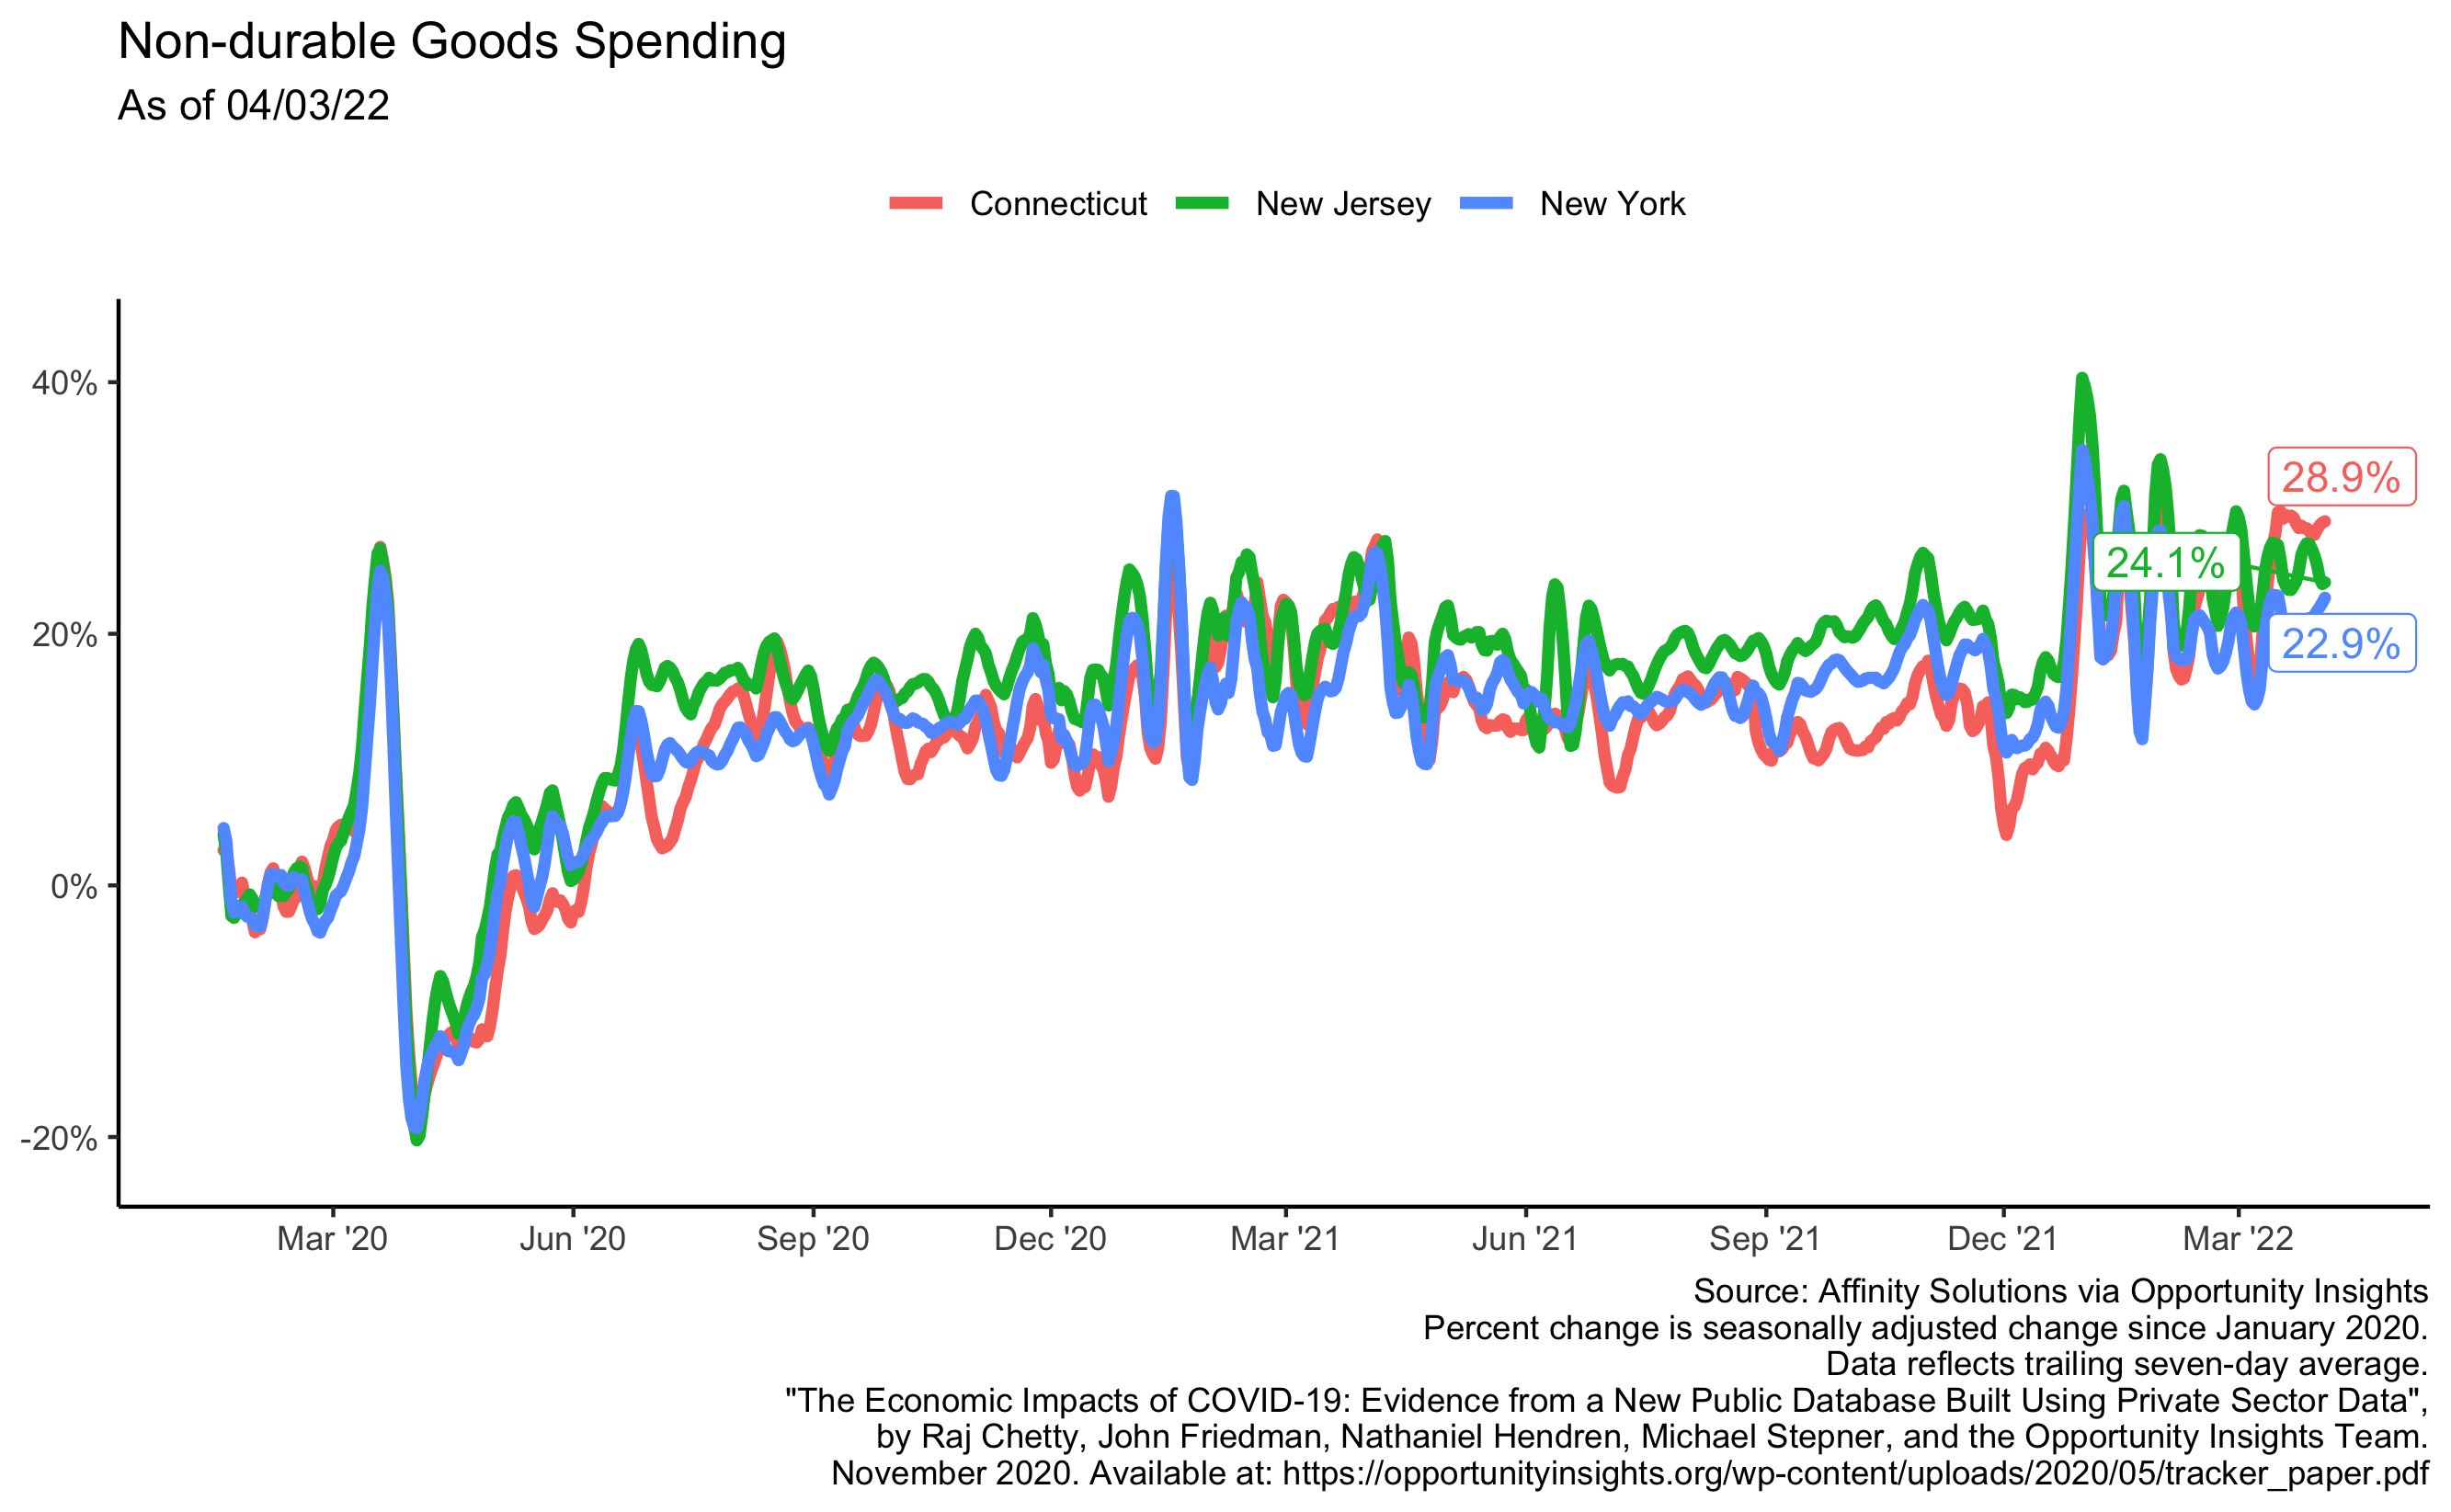 Non-durable Goods Spending
As of 04/03/22
Connecticut New Jersey New York
40%
20%
0%
-20%
28.9%
24.1%
22.9%
Mar '20 Jun '20 Sep '20 Dec '20 Mar '21 Jun '21 Sep '21 Dec '21 Mar '22
Source: Affinity Solutions via Opportunity Insights
Percent change is seasonally adjusted change since January 2020.
Data reflects trailing seven-day average.
"The Economic Impacts of COVID-19: Evidence from a New Public Database Built Using Private Sector Data",
by Raj Chetty, John Friedman, Nathaniel Hendren, Michael Stepner, and the Opportunity Insights Team.
November 2020. Available at: https://opportunityinsights.org/wp-content/uploads/2020/05/tracker_paper.pdf